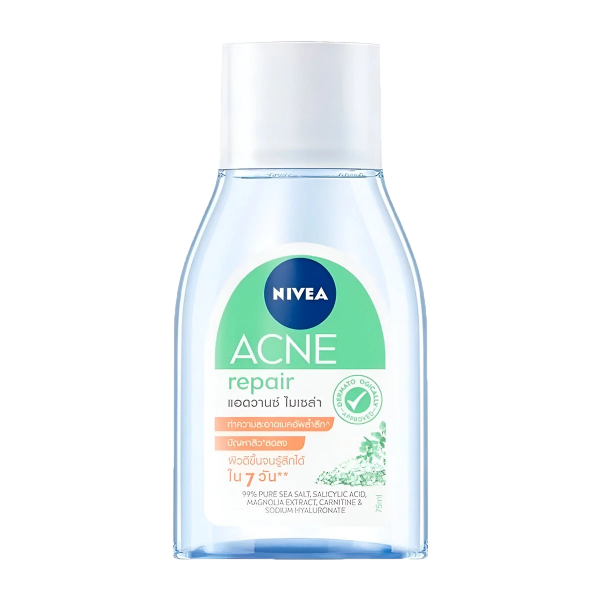 NIVEA
ACNE
repair
แอดวานซ์ ไมเซล่า
DERMATOLOGICALLY
APPROVED
ทำความสะอาดเมคอัพล้ำลึก^
ปัญหาสิว*ลดลง
ผิวดีขึ้นจนรู้สึกได้
ใน 7 วัน**
99% PURE SEA SALT, SALICYLIC ACID,
MAGNOLIA EXTRACT, CARNITINE &
SODIUM HYALURONATE
75ml